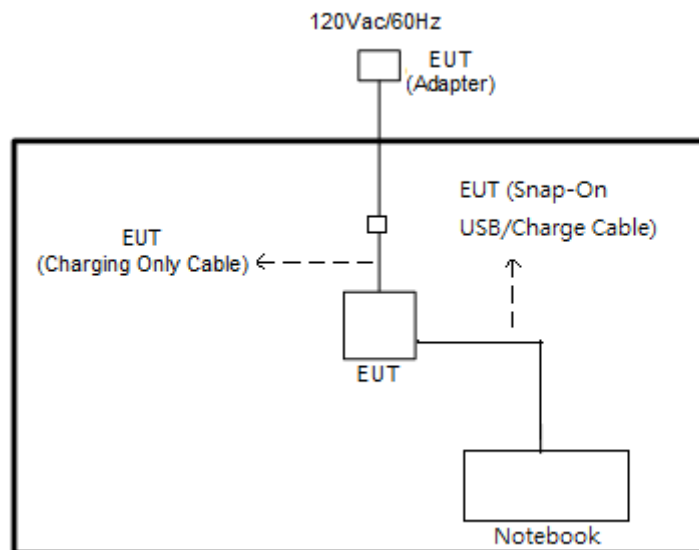 120Vac/60Hz
EUT
(Adapter)
EUT (Snap-On
USB/Charge Cable)
EUT
(Charging Only Cable)
EUT
Notebook